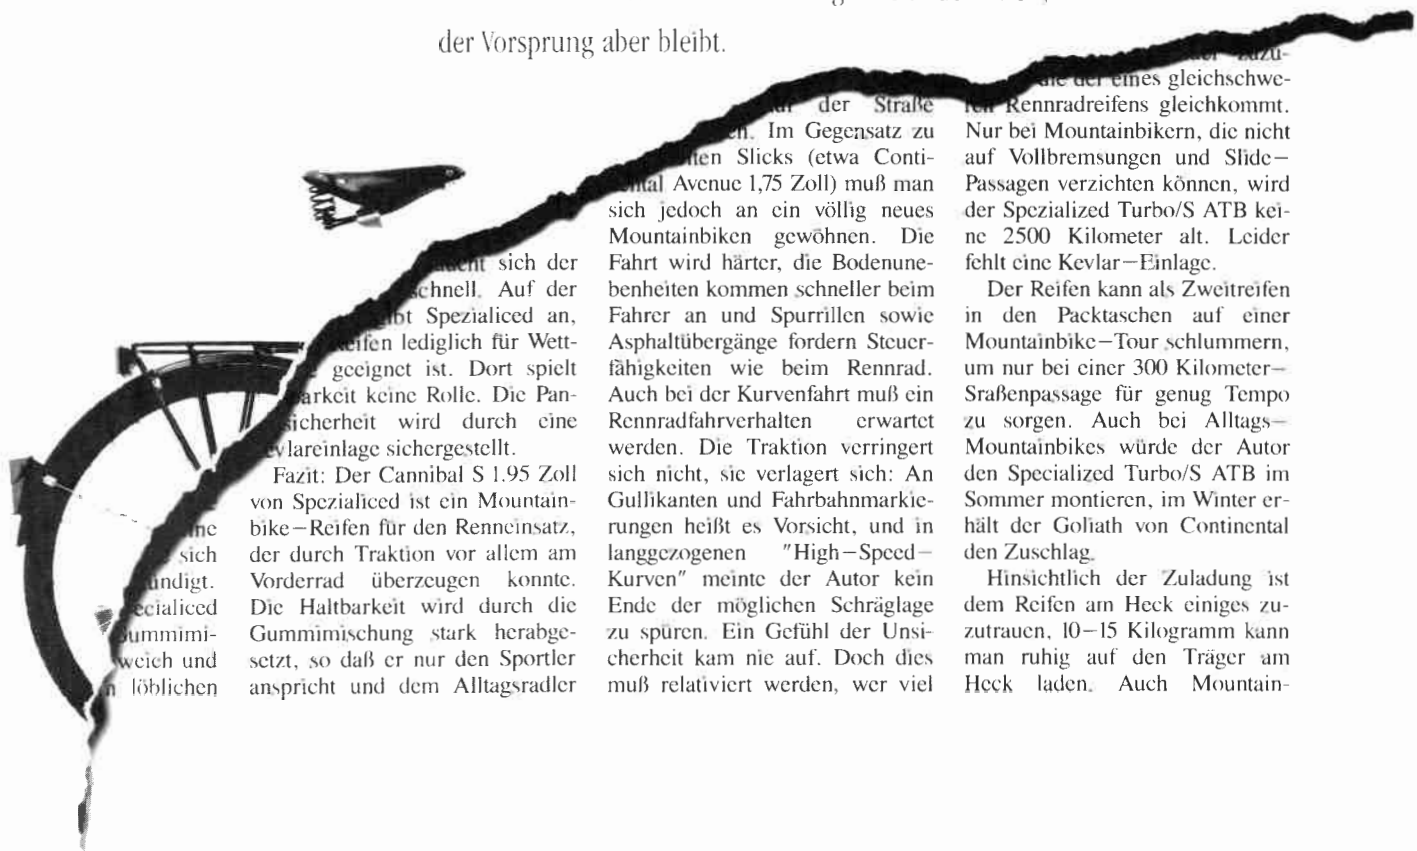 der Vorsprung aber bleibt.
sich
digt.
ecialiced
ummimi-
weich und
löblichen
sich der
schnell. Auf der
Spezialiced an,
lediglich für Wett-
geeignet ist. Dort spielt
arkeit keine Rolle. Die Pan-
sicherheit wird durch eine
vlareinlage sichergestellt.
Fazit: Der Cannibal S 1.95 Zoll
von Spezialiced ist ein Mountain-
bike-Reifen für den Renneinsatz,
der durch Traktion vor allem am
Vorderrad überzeugen konnte.
Die Haltbarkeit wird durch die
Gummimischung stark herabge-
setzt, so daß er nur den Sportler
anspricht und dem Alltagsradler
der Straße
Im Gegensatz zu
Slicks (etwa Conti-
Avenue 1,75 Zoll) muß man
sich jedoch an ein völlig neues
Mountainbiken gewöhnen. Die
Fahrt wird härter, die Bodenune-
benheiten kommen schneller beim
Fahrer an und Spurrillen sowie
Asphaltübergänge fordern Steuer-
fähigkeiten wie beim Rennrad.
Auch bei der Kurvenfahrt muß ein
Rennradfahrverhalten erwartet
werden. Die Traktion verringert
sich nicht, sie verlagert sich: An
Gullikanten und Fahrbahnmarkie-
rungen heißt es Vorsicht, und in
langgezogenen "High-Speed-
Kurven" meinte der Autor kein
Ende der möglichen Schräglage
zu spüren. Ein Gefühl der Unsi-
cherheit kam nie auf. Doch dies
muß relativiert werden, wer viel
der eines gleichschwe-
ren Rennradreifens gleichkommt.
Nur bei Mountainbikern, die nicht
auf Vollbremsungen und Slide-
Passagen verzichten können, wird
der Spezialized Turbo/S ATB kei-
ne 2500 Kilometer alt. Leider
fehlt eine Kevlar-Einlage.
Der Reifen kann als Zweitreifen
in den Packtaschen auf einer
Mountainbike-Tour schlummern,
um nur bei einer 300 Kilometer-
Sraßenpassage für genug Tempo
zu sorgen. Auch bei Alltags-
Mountainbikes würde der Autor
den Specialized Turbo/S ATB im
Sommer montieren, im Winter er-
hält der Goliath von Continental
den Zuschlag.
Hinsichtlich der Zuladung ist
dem Reifen am Heck einiges zu-
zutrauen, 10-15 Kilogramm kann
man ruhig auf den Träger am
Heck laden. Auch Mountain-